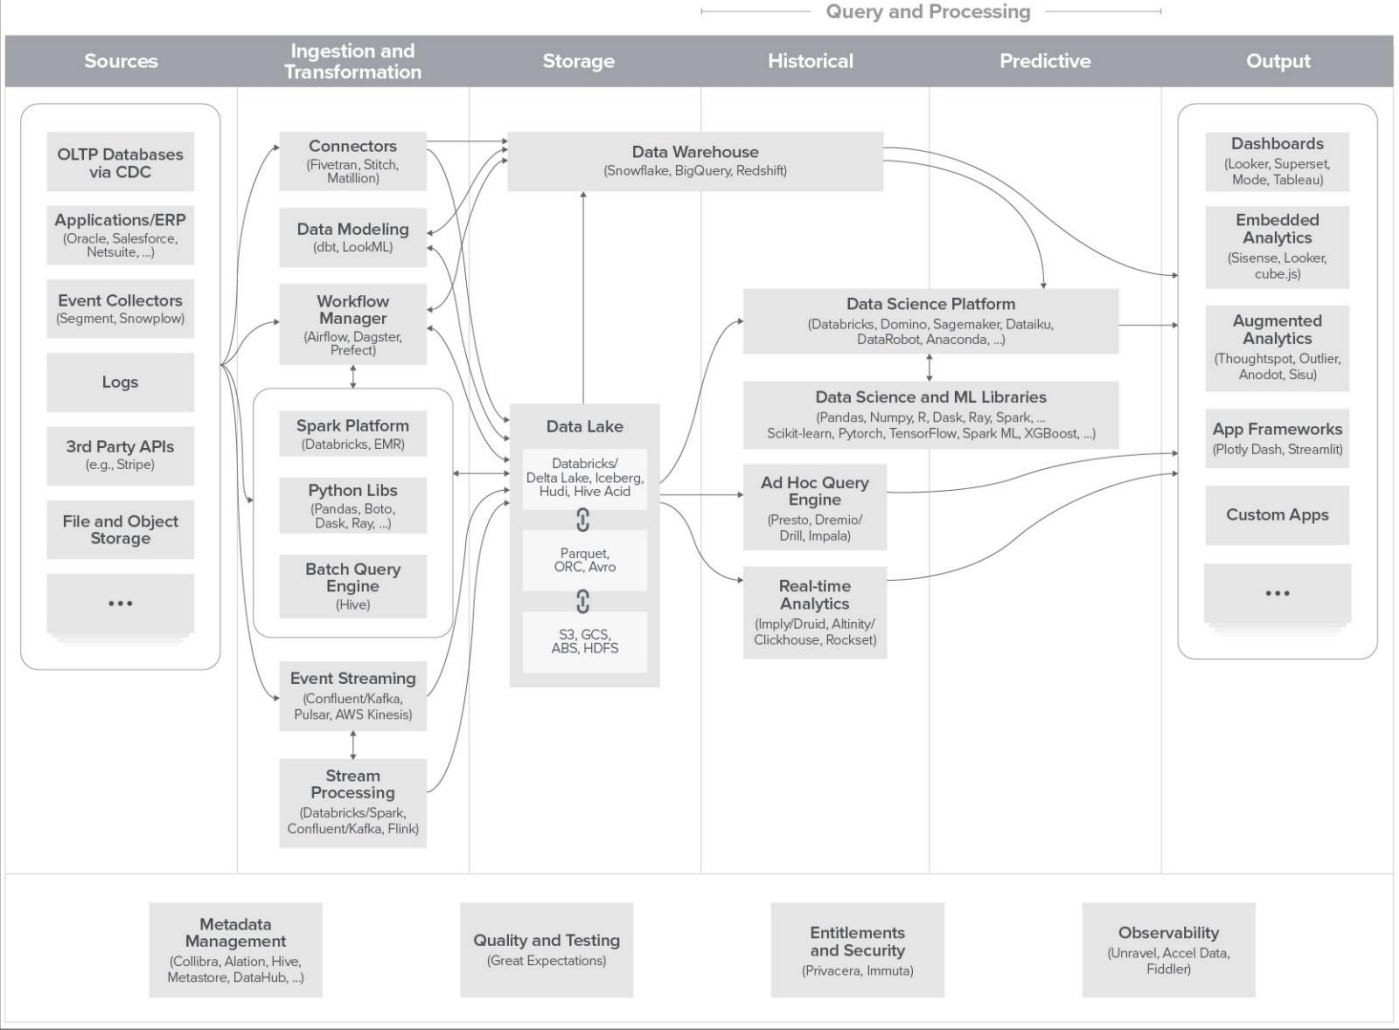 Query and Processing
Sources
Ingestion and
Transformation
Storage
Historical
Predictive
Output
OLTP Databases
via CDC
Applications/ERP
(Oracle, Salesforce,
Netsuite, ...)
Event Collectors
(Segment, Snowplow)
Logs
3rd Party APIs
(e.g., Stripe)
File and Object
Storage
...
Connectors
(Fivetran, Stitch,
Matillion)
Data Modeling
(dbt, LookML)
Workflow
Manager
(Airflow, Dagster,
Prefect)
Spark Platform
(Databricks, EMR)
Python Libs
(Pandas, Boto,
Dask, Ray, ...)
Batch Query
Engine
(Hive)
Event Streaming
(Confluent/Kafka,
Pulsar, AWS Kinesis)
Stream
Processing
(Databricks/Spark,
Confluent/Kafka, Flink)
Data Warehouse
(Snowflake, BigQuery, Redshift)
Data Lake
Databricks/
Delta Lake, Iceberg,
Hudi, Hive Acid
Parquet,
ORC, Avro
S3, GCS,
ABS, HDFS
Data Science Platform
(Databricks, Domino, Sagemaker, Dataiku,
DataRobot, Anaconda, ...)
Data Science and ML Libraries
(Pandas, Numpy, R, Dask, Ray, Spark, ...
Scikit-learn, Pytorch, TensorFlow, Spark ML, XGBoost, ...)
Ad Hoc Query
Engine
(Presto, Dremio/
Drill, Impala)
Real-time
Analytics
(Imply/Druid, Altinity/
Clickhouse, Rockset)
Dashboards
(Looker, Superset,
Mode, Tableau)
Embedded
Analytics
(Sisense, Looker,
cube.js)
Augmented
Analytics
(Thoughtspot, Outlier,
Anodot, Sisu)
App Frameworks
(Plotly Dash, Streamlit)
Custom Apps
...
Metadata
Management
(Collibra, Alation, Hive,
Metastore, DataHub, ...)
Quality and Testing
(Great Expectations)
Entitlements
and Security
(Privacera, Immuta)
Observability
(Unravel, Accel Data,
Fiddler)